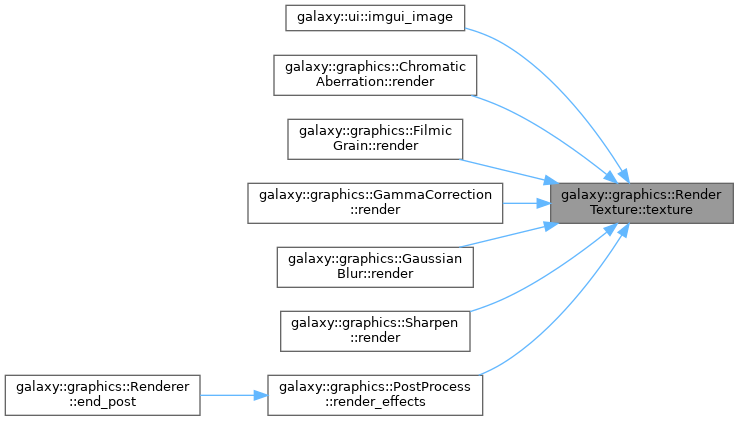 galaxy::ui::imgui_image
galaxy::graphics::Chromatic
Aberration::render
galaxy::graphics::Filmic
Grain::render
galaxy::graphics::GammaCorrection
::render
galaxy::graphics::Render
Texture::texture
galaxy::graphics::Gaussian
Blur::render
galaxy::graphics::Sharpen
::render
galaxy::graphics::Renderer
::end_post
galaxy::graphics::PostProcess
::render_effects